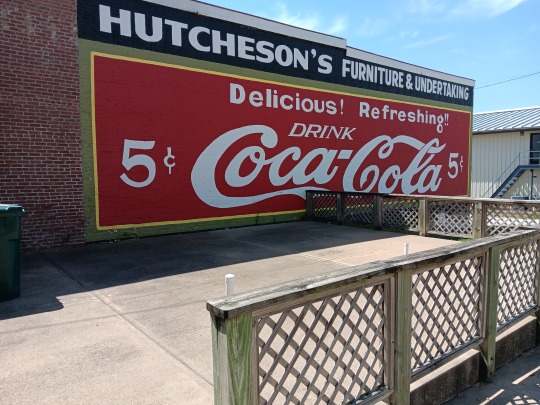 HUTCHESON'S FURNITURE & UNDERTAKING
Delicious! Refreshing!!
DRINK
5¢ Coca-Cola 5¢